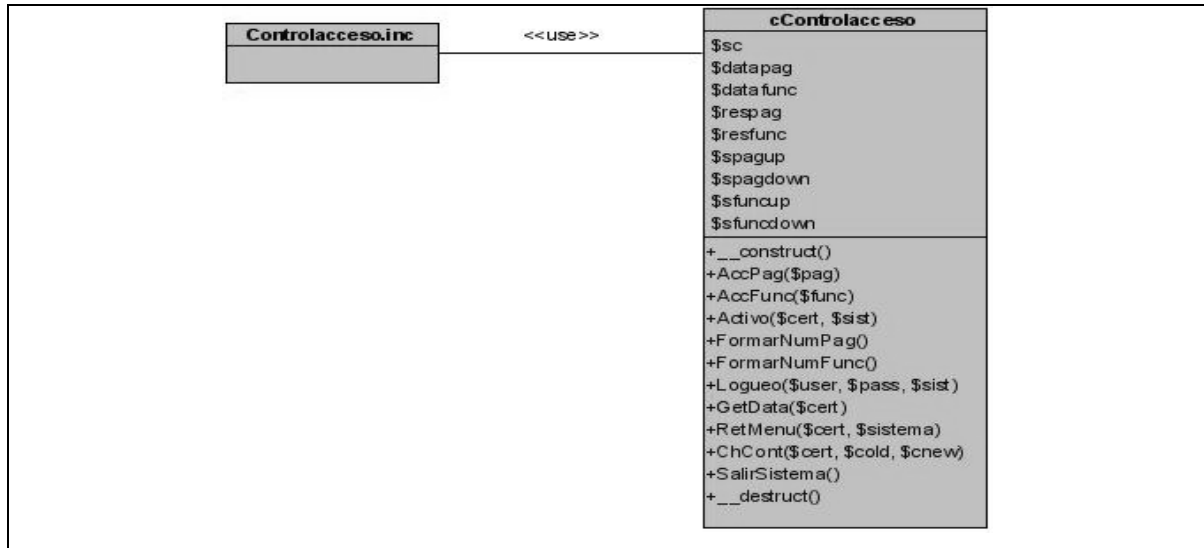 Controlacceso.inc
<<use>>
cControlacceso
$sc
$datapag
$datafunc
$respag
$resfunc
$spagup
$spagdown
$sfuncup
$sfuncdown
+__construct()
+AccPag($pag)
+AccFunc($func)
+Activo($cert, $sist)
+FormarNumPag()
+FormarNumFunc()
+Logueo($user, $pass, $sist)
+GetData($cert)
+RetMenu($cert, $sistema)
+ChCont($cert, $cold, $cnew)
+SalirSistema()
+__destruct()